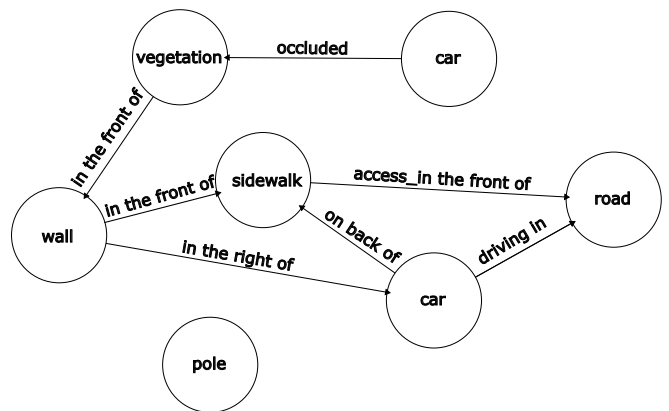 occluded
vegetation
car
in the front of
access_in the front of
sidewalk
in the front of
road
wall
in the right of
on back of
driving in
car
pole